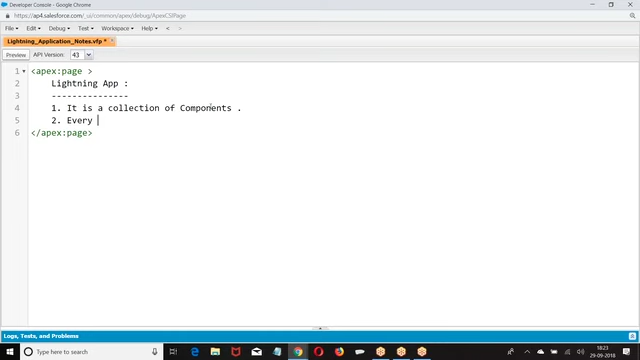 Developer Console - Google Chrome
https://ap4.salesforce.com/_ui/common/apex/debug/ApexCSIPage
File Edit Debug Test Workspace Help < >
Lightning_Application_Notes.vfp *
Preview API Version: 43
1 <apex:page >
2 Lightning App :
3 ---------------
4 1. It is a collection of Components .
5 2. Every
6 </apex:page>
Logs, Tests, and Problems
Type here to search
18:23
29-09-2018